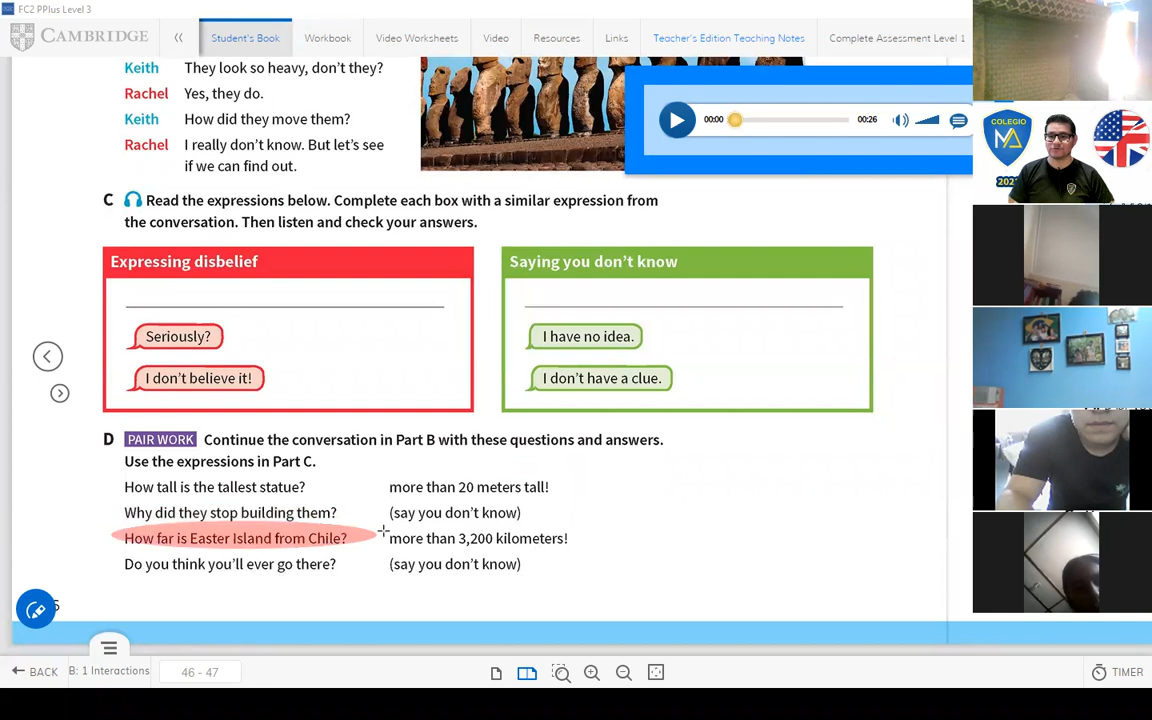 FC2 PPlus Level 3
CAMBRIDGE
Student's Book Workbook Video Worksheets Video Resources Links Teacher's Edition Teaching Notes Complete Assessment Level 1
Keith They look so heavy, don't they?
Rachel Yes, they do.
Keith How did they move them?
Rachel I really don't know. But let's see
if we can find out.
00:00 00:26
COLEGIO
MA
C Read the expressions below. Complete each box with a similar expression from
the conversation. Then listen and check your answers.
Expressing disbelief
Seriously?
I don't believe it!
Saying you don't know
I have no idea.
I don't have a clue.
D PAIR WORK Continue the conversation in Part B with these questions and answers.
Use the expressions in Part C.
How tall is the tallest statue? more than 20 meters tall!
Why did they stop building them? (say you don't know)
How far is Easter Island from Chile? more than 3,200 kilometers!
Do you think you'll ever go there? (say you don't know)
BACK B: 1 Interactions 46 - 47 TIMER